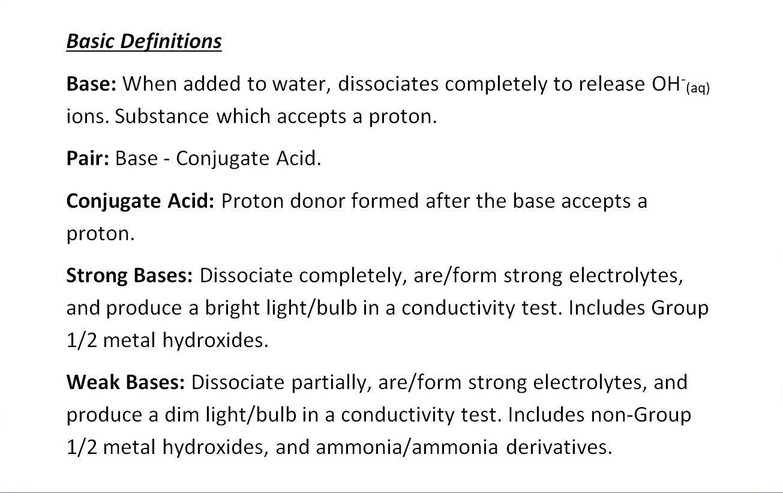 Basic Definitions
Base: When added to water, dissociates completely to release OH⁻(aq)
ions. Substance which accepts a proton.
Pair: Base - Conjugate Acid.
Conjugate Acid: Proton donor formed after the base accepts a
proton.
Strong Bases: Dissociate completely, are/form strong electrolytes,
and produce a bright light/bulb in a conductivity test. Includes Group
1/2 metal hydroxides.
Weak Bases: Dissociate partially, are/form strong electrolytes, and
produce a dim light/bulb in a conductivity test. Includes non-Group
1/2 metal hydroxides, and ammonia/ammonia derivatives.